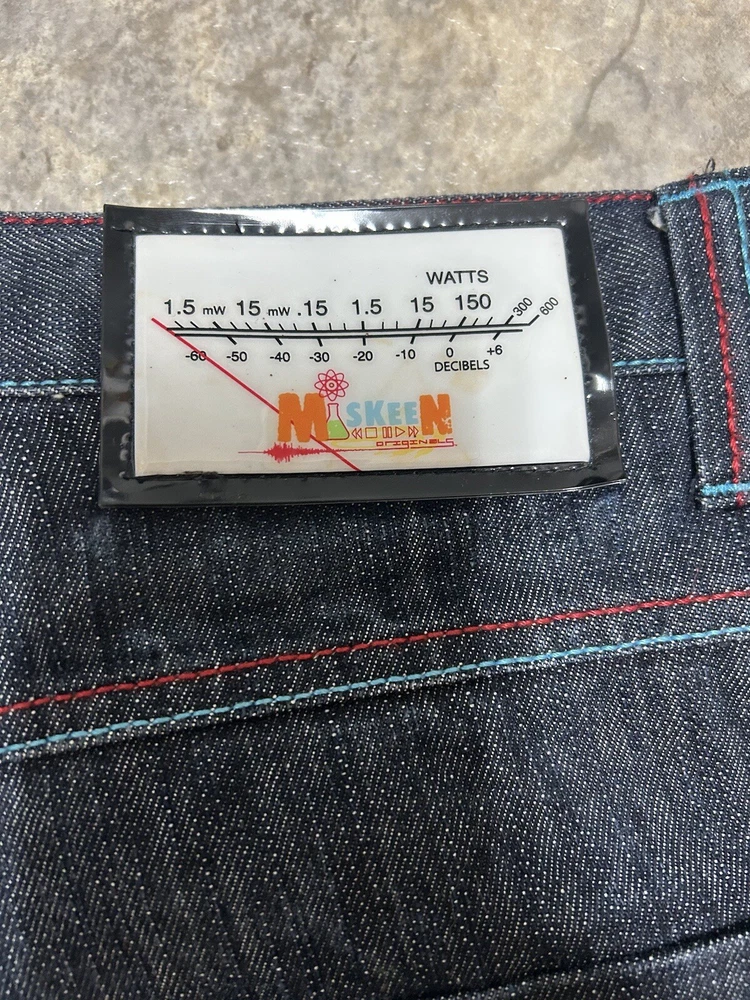 WATTS
1.5 mW 15 mW .15 1.5 15 150 300 600
-60 -50 -40 -30 -20 -10 0 +6
DECIBELS
MISKEEN
ORIGINALS